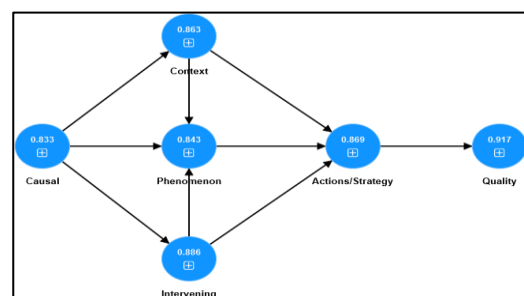 0.863
Context
0.833
Causal
0.843
Phenomenon
0.869
Actions/Strategy
0.917
Quality
0.886
Intervening